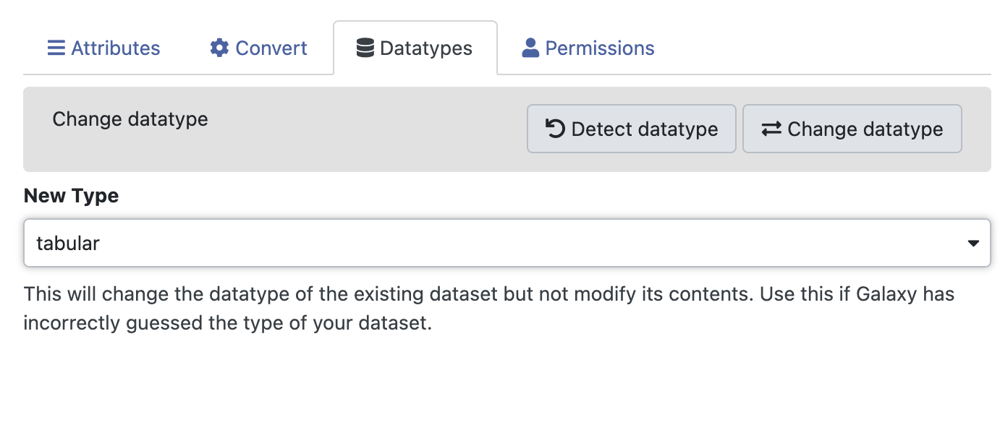 Attributes Convert Datatypes Permissions
Change datatype Detect datatype Change datatype
New Type
tabular
This will change the datatype of the existing dataset but not modify its contents. Use this if Galaxy has
incorrectly guessed the type of your dataset.